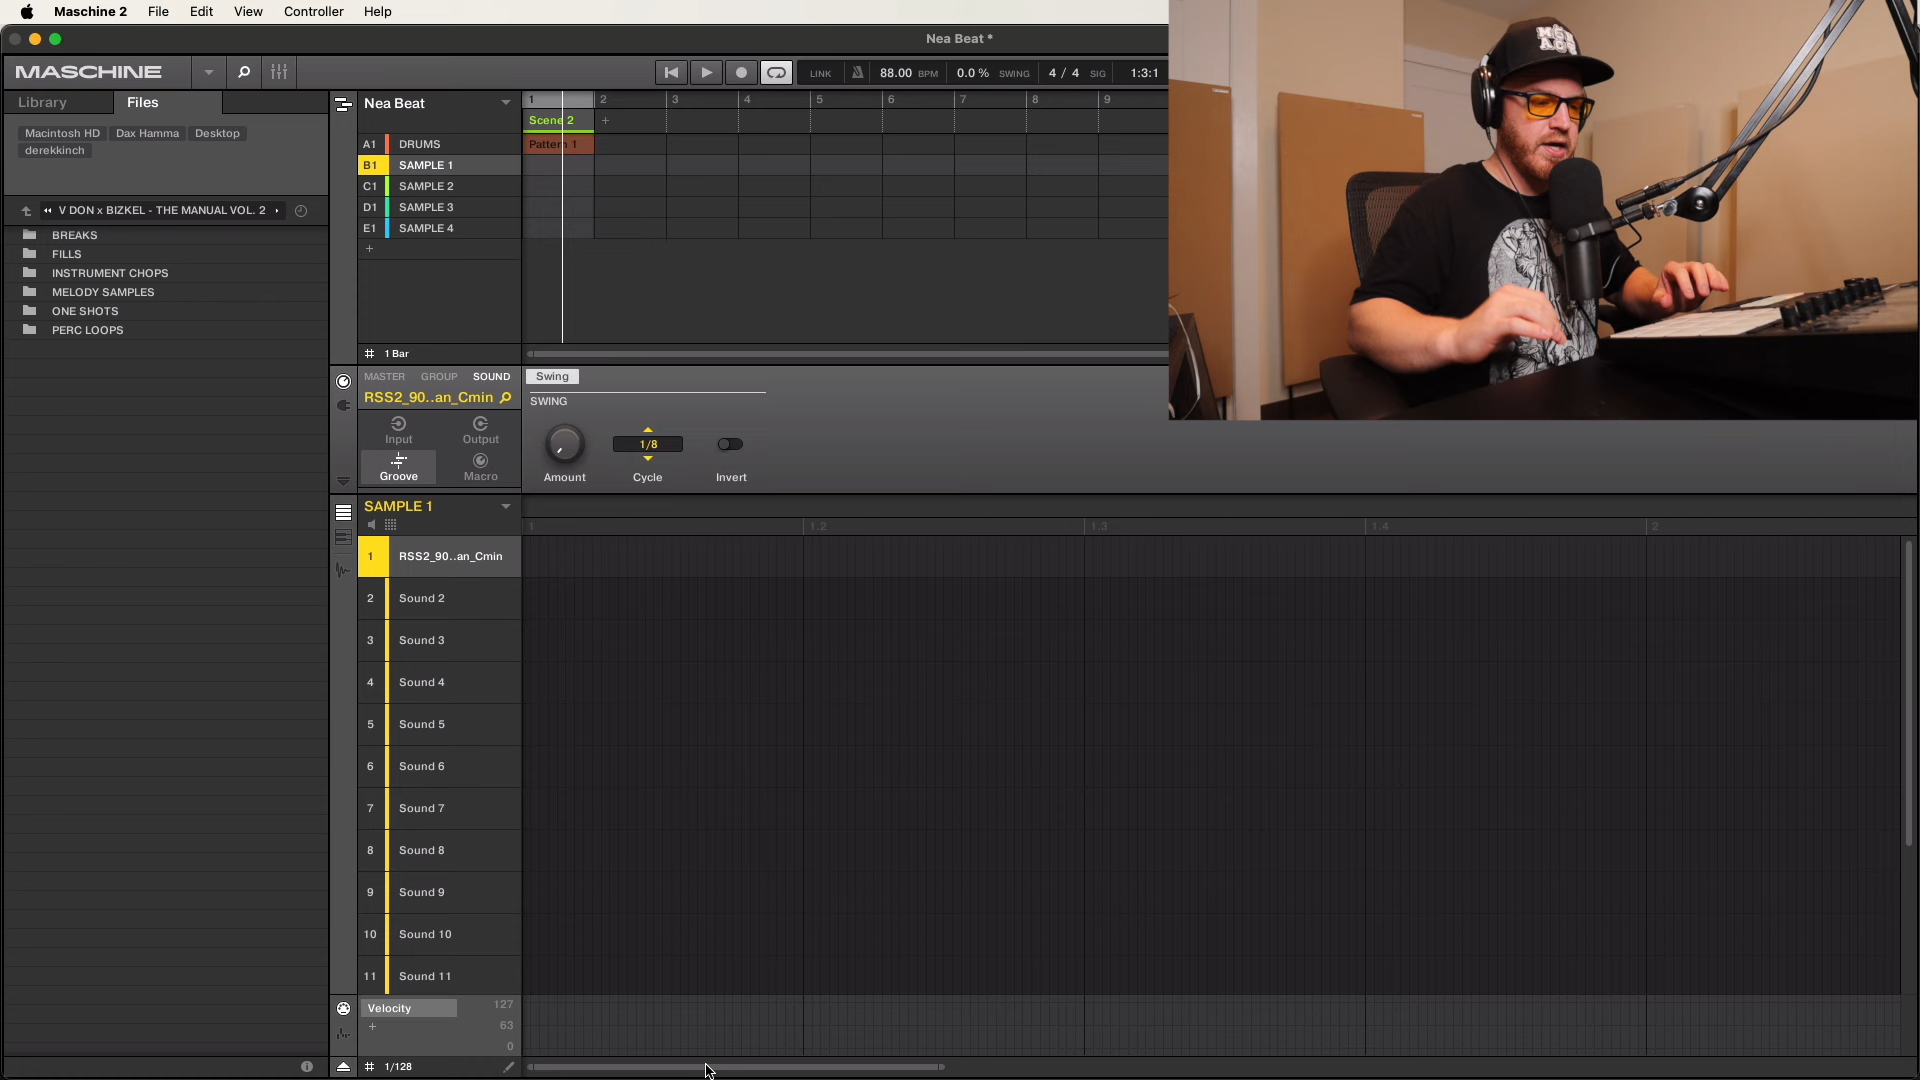 Maschine 2 File Edit View Controller Help
Nea Beat *
MASCHINE
LINK 88.00 BPM 0.0 % SWING 4 / 4 SIG 1:3:1
Library Files
Macintosh HD Dax Hamma Desktop
derekkinch
V DON x BIZKEL - THE MANUAL VOL. 2
BREAKS
FILLS
INSTRUMENT CHOPS
MELODY SAMPLES
ONE SHOTS
PERC LOOPS
Nea Beat
1 2 3 4 5 6 7 8 9
Scene 2 +
A1 DRUMS Pattern 1
B1 SAMPLE 1
C1 SAMPLE 2
D1 SAMPLE 3
E1 SAMPLE 4
+
1 Bar
MASTER GROUP SOUND
RSS2_90..an_Cmin
Input Output
Groove Macro
Swing
SWING
1/8
Amount Cycle Invert
SAMPLE 1
1 1.2 1.3 1.4 2
1 RSS2_90..an_Cmin
2 Sound 2
3 Sound 3
4 Sound 4
5 Sound 5
6 Sound 6
7 Sound 7
8 Sound 8
9 Sound 9
10 Sound 10
11 Sound 11
Velocity 127
+ 63
0
1/128